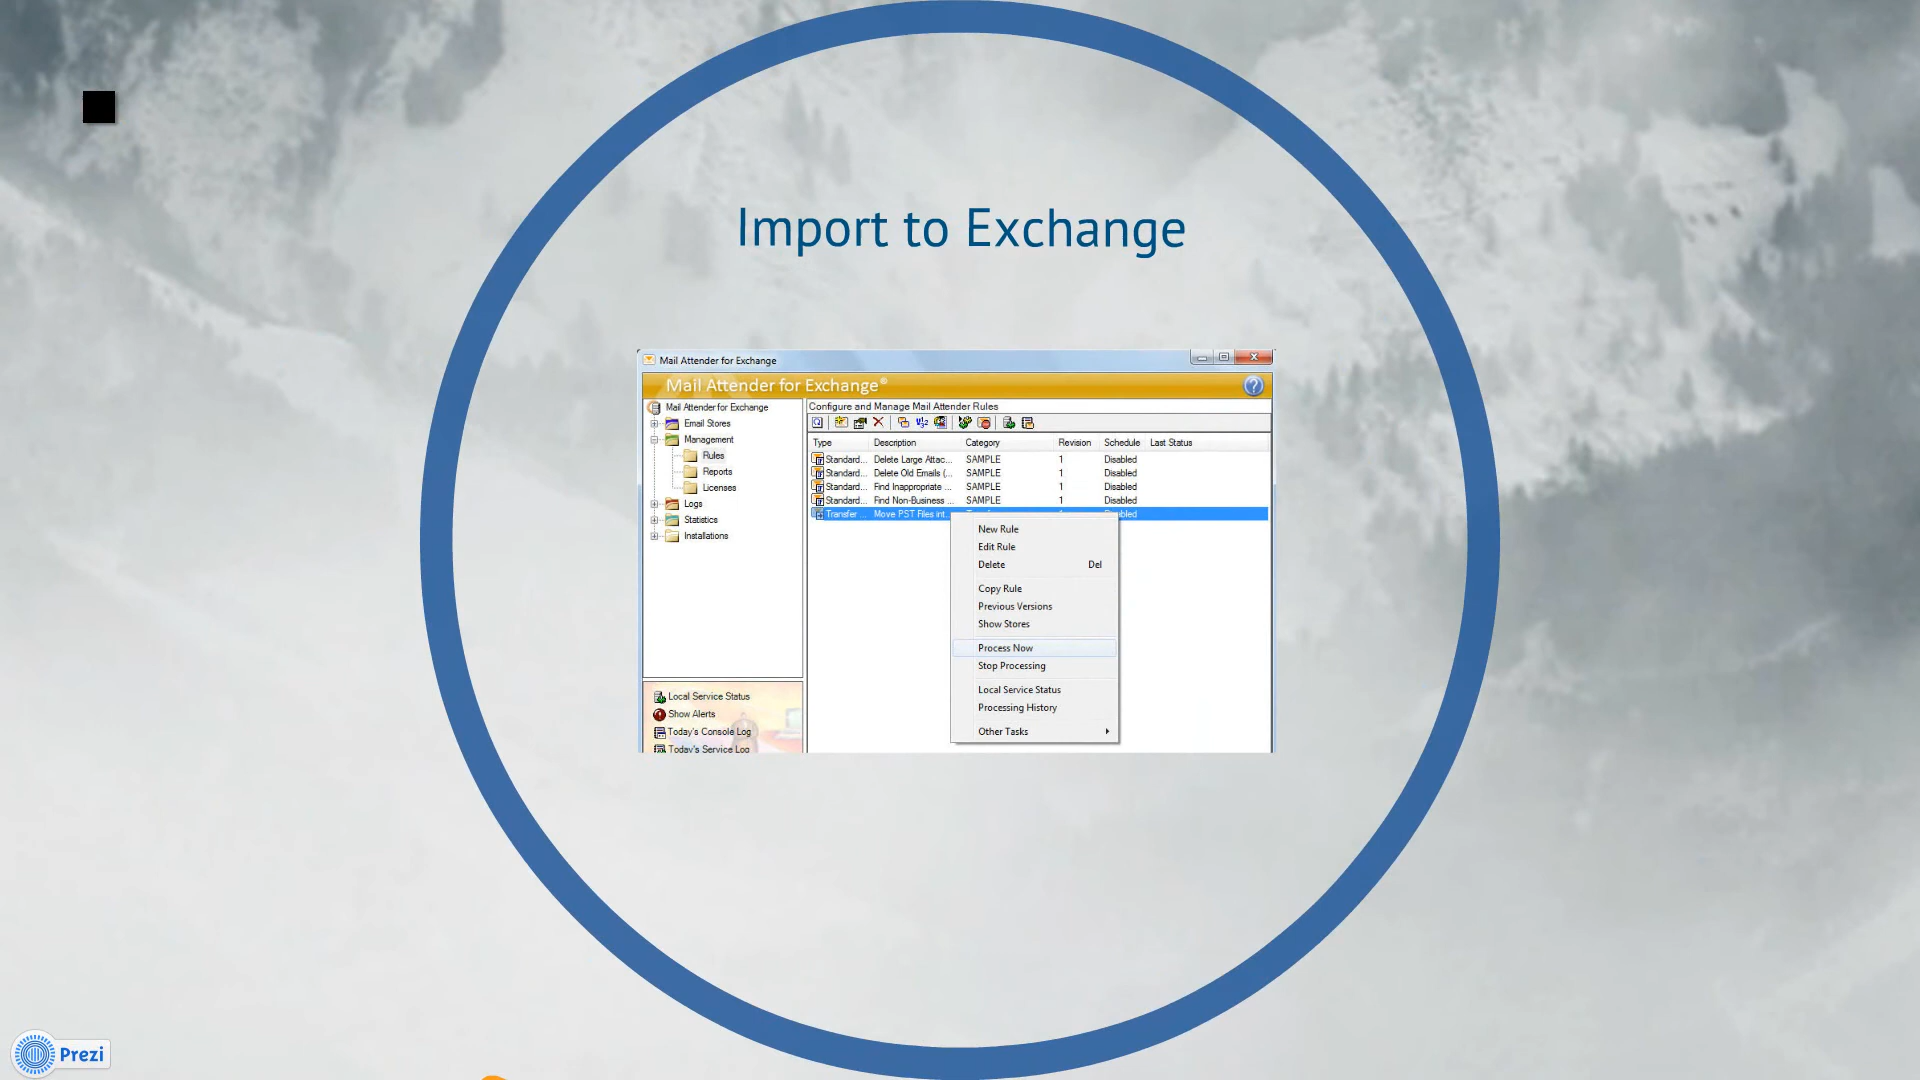 Import to Exchange
Mail Attender for Exchange
Mail Attender for Exchange®
Mail Attender for Exchange
Email Stores
Management
Rules
Reports
Licenses
Logs
Statistics
Installations
Configure and Manage Mail Attender Rules
Type Description Category Revision Schedule Last Status
Standard... Delete Large Attac... SAMPLE 1 Disabled
Standard... Delete Old Emails (... SAMPLE 1 Disabled
Standard... Find Inappropriate ... SAMPLE 1 Disabled
Standard... Find Non-Business ... SAMPLE 1 Disabled
Transfer ... Move PST Files int...
New Rule
Edit Rule
Delete Del
Copy Rule
Previous Versions
Show Stores
Process Now
Stop Processing
Local Service Status
Processing History
Other Tasks
Local Service Status
Show Alerts
Today's Console Log
Today's Service Log
Prezi